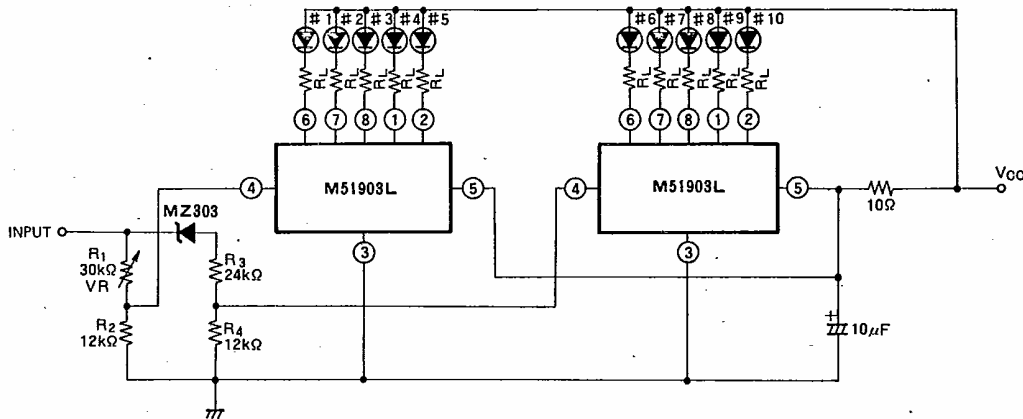 #1 #2 #3 #4 #5
#6 #7 #8 #9 #10
RL RL RL RL RL
RL RL RL RL RL
6 7 8 1 2
6 7 8 1 2
4 M51903L 5
4 M51903L 5
3
3
VCC
10Ω
MZ303
INPUT
R1
30kΩ
VR
R3
24kΩ
R2
12kΩ
R4
12kΩ
+
10μF